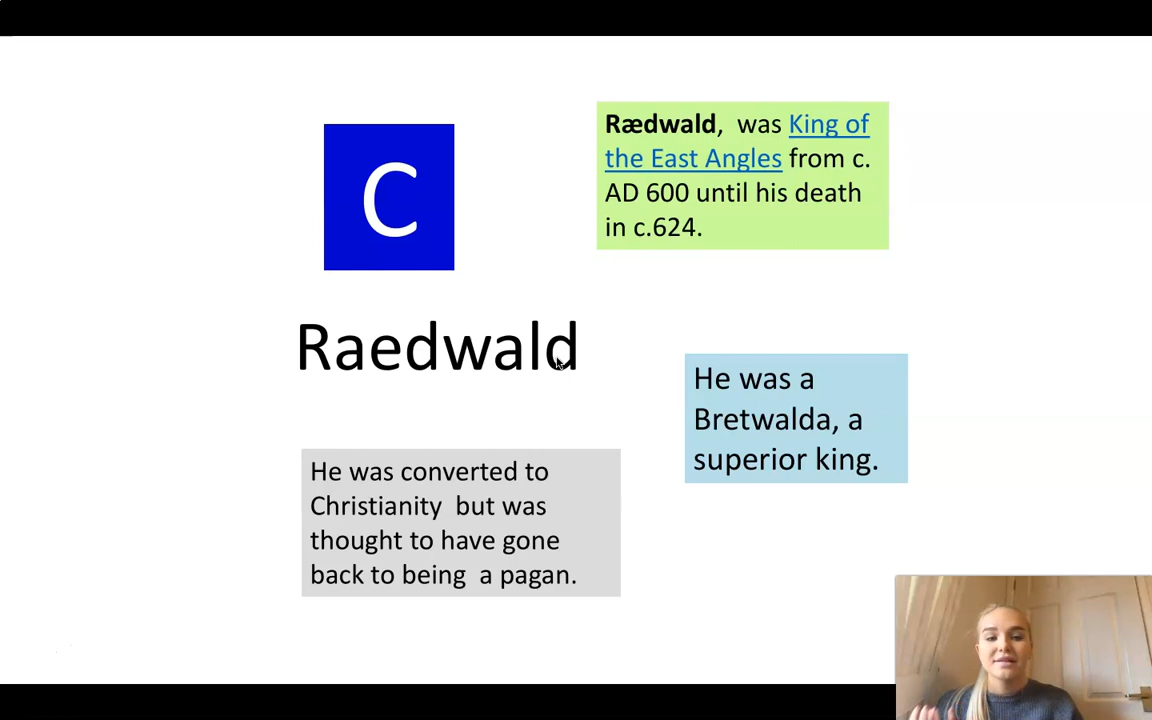 C
Rædwald, was King of
the East Angles from c.
AD 600 until his death
in c.624.
Raedwald
He was a
Bretwalda, a
superior king.
He was converted to
Christianity but was
thought to have gone
back to being a pagan.